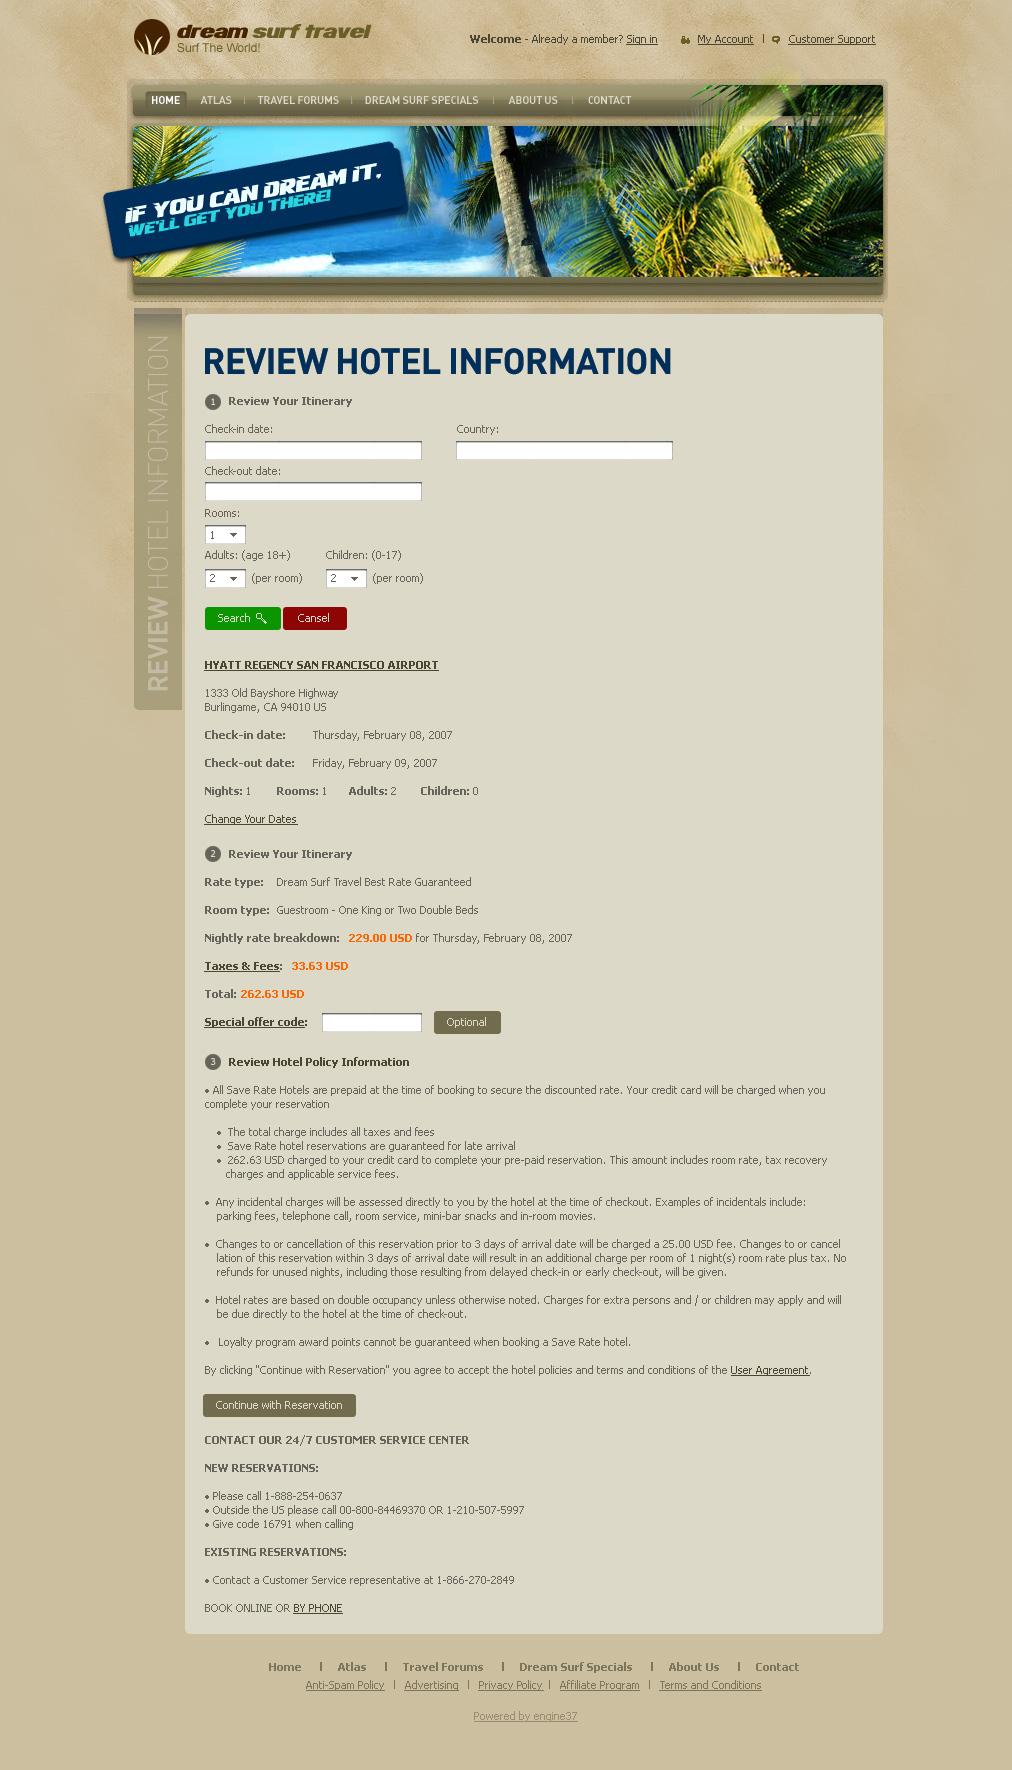 dream surf travel
Surf The World!
Welcome - Already a member? Sign in
My Account | Customer Support
HOME
ATLAS | TRAVEL FORUMS | DREAM SURF SPECIALS | ABOUT US | CONTACT
IF YOU CAN DREAM IT.
WE'LL GET YOU THERE!
REVIEW HOTEL INFORMATION
REVIEW HOTEL INFORMATION
1 Review Your Itinerary
Check-in date: Country:
Check-out date:
Rooms:
1
Adults: (age 18+) Children: (0-17)
2 (per room) 2 (per room)
Search Cansel
HYATT REGENCY SAN FRANCISCO AIRPORT
1333 Old Bayshore Highway
Burlingame, CA 94010 US
Check-in date: Thursday, February 08, 2007
Check-out date: Friday, February 09, 2007
Nights: 1 Rooms: 1 Adults: 2 Children: 0
Change Your Dates
2 Review Your Itinerary
Rate type: Dream Surf Travel Best Rate Guaranteed
Room type: Guestroom - One King or Two Double Beds
Nightly rate breakdown: 229.00 USD for Thursday, February 08, 2007
Taxes & Fees: 33.63 USD
Total: 262.63 USD
Special offer code: Optional
3 Review Hotel Policy Information
• All Save Rate Hotels are prepaid at the time of booking to secure the discounted rate. Your credit card will be charged when you
complete your reservation
• The total charge includes all taxes and fees
• Save Rate hotel reservations are guaranteed for late arrival
• 262.63 USD charged to your credit card to complete your pre-paid reservation. This amount includes room rate, tax recovery
charges and applicable service fees.
• Any incidental charges will be assessed directly to you by the hotel at the time of checkout. Examples of incidentals include:
parking fees, telephone call, room service, mini-bar snacks and in-room movies.
• Changes to or cancellation of this reservation prior to 3 days of arrival date will be charged a 25.00 USD fee. Changes to or cancel
lation of this reservation within 3 days of arrival date will result in an additional charge per room of 1 night(s) room rate plus tax. No
refunds for unused nights, including those resulting from delayed check-in or early check-out, will be given.
• Hotel rates are based on double occupancy unless otherwise noted. Charges for extra persons and / or children may apply and will
be due directly to the hotel at the time of check-out.
• Loyalty program award points cannot be guaranteed when booking a Save Rate hotel.
By clicking "Continue with Reservation" you agree to accept the hotel policies and terms and conditions of the User Agreement.
Continue with Reservation
CONTACT OUR 24/7 CUSTOMER SERVICE CENTER
NEW RESERVATIONS:
• Please call 1-888-254-0637
• Outside the US please call 00-800-84469370 OR 1-210-507-5997
• Give code 16791 when calling
EXISTING RESERVATIONS:
• Contact a Customer Service representative at 1-866-270-2849
BOOK ONLINE OR BY PHONE
Home | Atlas | Travel Forums | Dream Surf Specials | About Us | Contact
Anti-Spam Policy | Advertising | Privacy Policy | Affiliate Program | Terms and Conditions
Powered by engine37